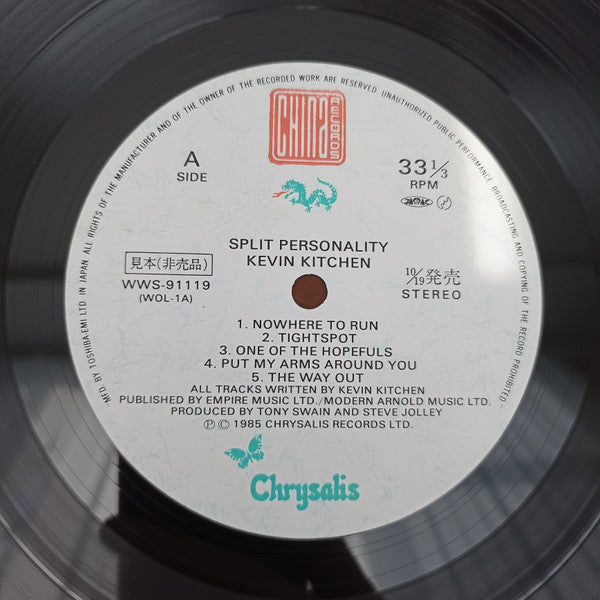 MFD BY TOSHIBA-EMI LTD. IN JAPAN ALL RIGHTS OF THE MANUFACTURER AND OF THE OWNER OF THE RECORDED WORK ARE RESERVED. UNAUTHORIZED PUBLIC PERFORMANCE, BROADCASTING AND COPYING OF THE RECORD PROHIBITED.
CHINA
RECORDS
A
SIDE
33 1/3
RPM
SPLIT PERSONALITY
KEVIN KITCHEN
見本(非売品)
WWS-91119
(WOL-1A)
10/19発売
STEREO
1. NOWHERE TO RUN
2. TIGHTSPOT
3. ONE OF THE HOPEFULS
4. PUT MY ARMS AROUND YOU
5. THE WAY OUT
ALL TRACKS WRITTEN BY KEVIN KITCHEN
PUBLISHED BY EMPIRE MUSIC LTD./MODERN ARNOLD MUSIC LTD.
PRODUCED BY TONY SWAIN AND STEVE JOLLEY
Ⓟ © 1985 CHRYSALIS RECORDS LTD.
Chrysalis